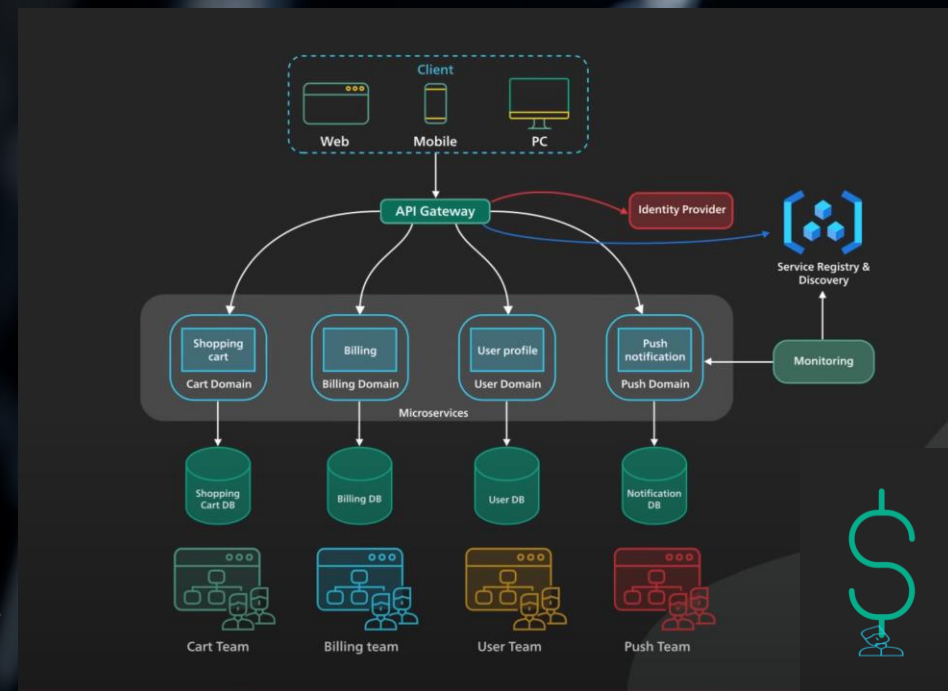 Client
Web
Mobile
PC
API Gateway
Identity Provider
Service Registry &
Discovery
Shopping
cart
Cart Domain
Billing
Billing Domain
User profile
User Domain
Push
notification
Push Domain
Monitoring
Microservices
Shopping
Cart DB
Billing DB
User DB
Notification
DB
Cart Team
Billing team
User Team
Push Team